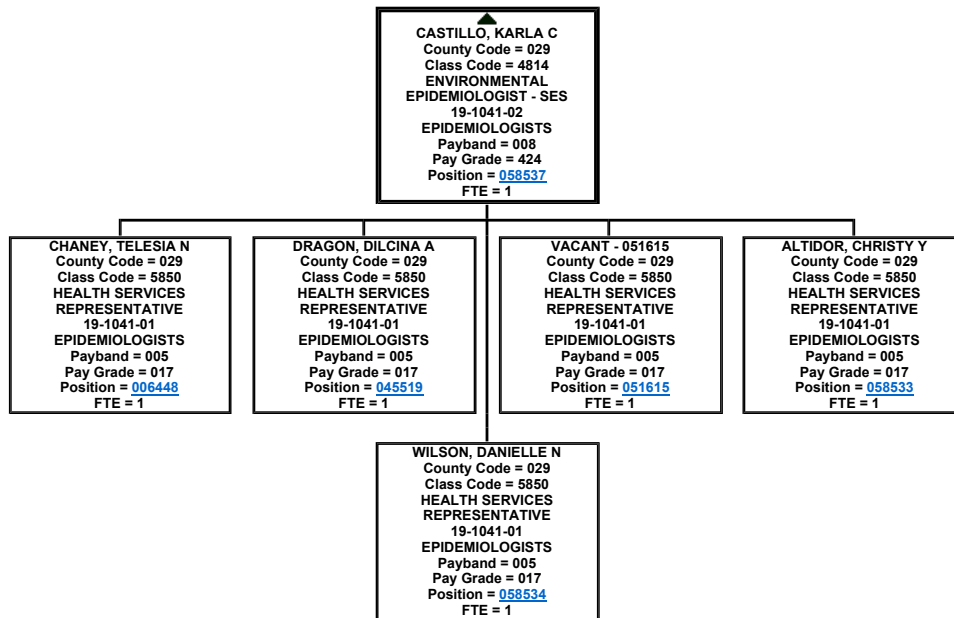 CASTILLO, KARLA C
County Code = 029
Class Code = 4814
ENVIRONMENTAL
EPIDEMIOLOGIST - SES
19-1041-02
EPIDEMIOLOGISTS
Payband = 008
Pay Grade = 424
Position = 058537
FTE = 1
CHANEY, TELESIA N
County Code = 029
Class Code = 5850
HEALTH SERVICES
REPRESENTATIVE
19-1041-01
EPIDEMIOLOGISTS
Payband = 005
Pay Grade = 017
Position = 006448
FTE = 1
DRAGON, DILCINA A
County Code = 029
Class Code = 5850
HEALTH SERVICES
REPRESENTATIVE
19-1041-01
EPIDEMIOLOGISTS
Payband = 005
Pay Grade = 017
Position = 045519
FTE = 1
VACANT - 051615
County Code = 029
Class Code = 5850
HEALTH SERVICES
REPRESENTATIVE
19-1041-01
EPIDEMIOLOGISTS
Payband = 005
Pay Grade = 017
Position = 051615
FTE = 1
ALTIDOR, CHRISTY Y
County Code = 029
Class Code = 5850
HEALTH SERVICES
REPRESENTATIVE
19-1041-01
EPIDEMIOLOGISTS
Payband = 005
Pay Grade = 017
Position = 058533
FTE = 1
WILSON, DANIELLE N
County Code = 029
Class Code = 5850
HEALTH SERVICES
REPRESENTATIVE
19-1041-01
EPIDEMIOLOGISTS
Payband = 005
Pay Grade = 017
Position = 058534
FTE = 1